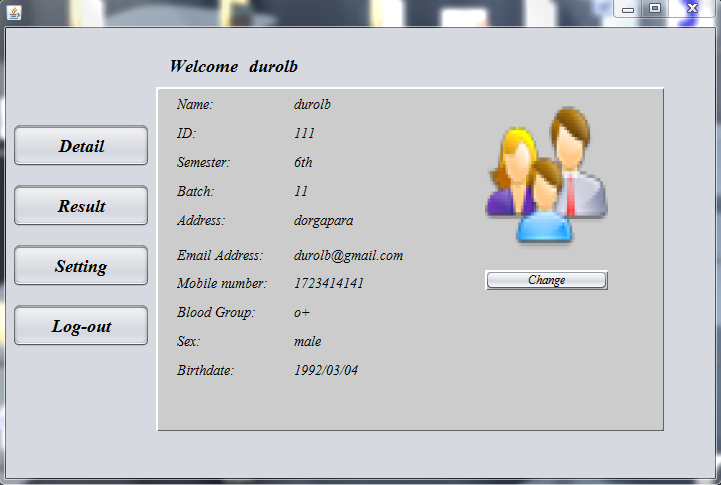 Welcome durolb
Detail
Result
Setting
Log-out
Name: durolb
ID: 111
Semester: 6th
Batch: 11
Address: dorgapara
Email Address: durolb@gmail.com
Mobile number: 1723414141
Blood Group: o+
Sex: male
Birthdate: 1992/03/04
Change